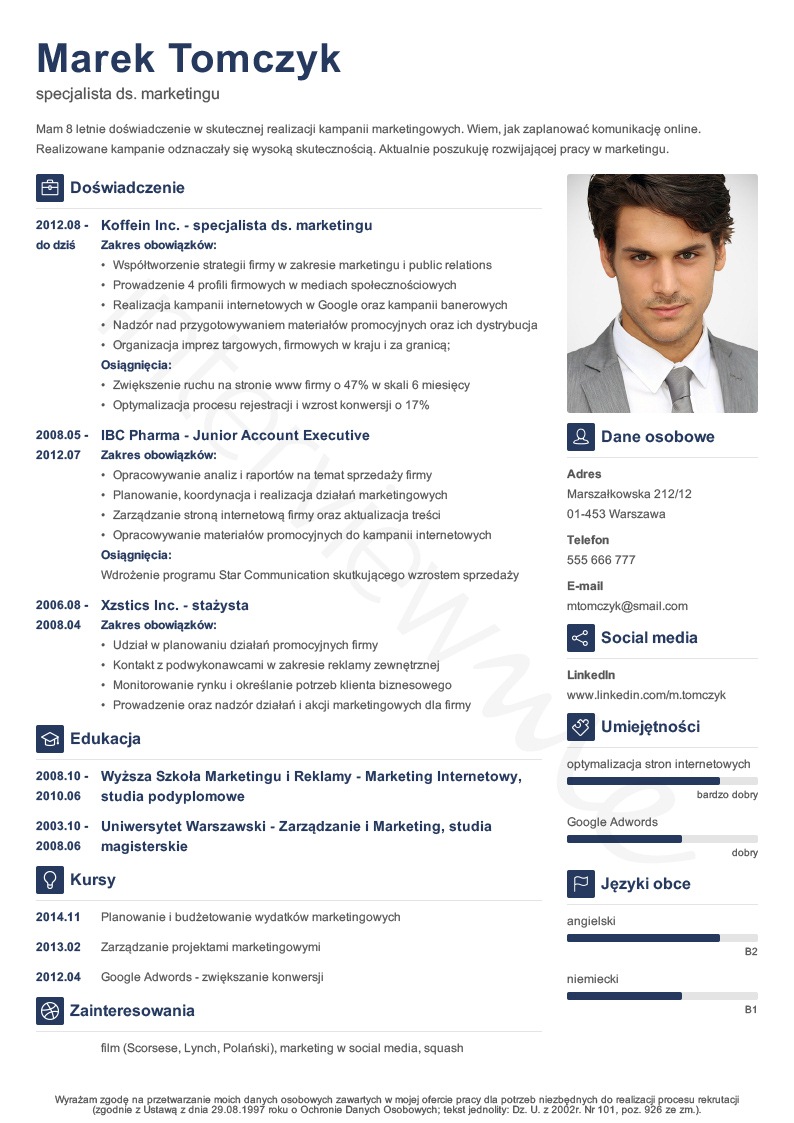 Marek Tomczyk
specjalista ds. marketingu
Mam 8 letnie doświadczenie w skutecznej realizacji kampanii marketingowych. Wiem, jak zaplanować komunikację online.
Realizowane kampanie odznaczały się wysoką skutecznością. Aktualnie poszukuję rozwijającej pracy w marketingu.
Doświadczenie
2012.08 - Koffein Inc. - specjalista ds. marketingu
do dziś Zakres obowiązków:
• Współtworzenie strategii firmy w zakresie marketingu i public relations
• Prowadzenie 4 profili firmowych w mediach społecznościowych
• Realizacja kampanii internetowych w Google oraz kampanii banerowych
• Nadzór nad przygotowywaniem materiałów promocyjnych oraz ich dystrybucja
• Organizacja imprez targowych, firmowych w kraju i za granicą;
Osiągnięcia:
• Zwiększenie ruchu na stronie www firmy o 47% w skali 6 miesięcy
• Optymalizacja procesu rejestracji i wzrost konwersji o 17%
2008.05 - IBC Pharma - Junior Account Executive
2012.07 Zakres obowiązków:
• Opracowywanie analiz i raportów na temat sprzedaży firmy
• Planowanie, koordynacja i realizacja działań marketingowych
• Zarządzanie stroną internetową firmy oraz aktualizacja treści
• Opracowywanie materiałów promocyjnych do kampanii internetowych
Osiągnięcia:
Wdrożenie programu Star Communication skutkującego wzrostem sprzedaży
2006.08 - Xzstics Inc. - stażysta
2008.04 Zakres obowiązków:
• Udział w planowaniu działań promocyjnych firmy
• Kontakt z podwykonawcami w zakresie reklamy zewnętrznej
• Monitorowanie rynku i określanie potrzeb klienta biznesowego
• Prowadzenie oraz nadzór działań i akcji marketingowych dla firmy
Edukacja
2008.10 - Wyższa Szkoła Marketingu i Reklamy - Marketing Internetowy,
2010.06 studia podyplomowe
2003.10 - Uniwersytet Warszawski - Zarządzanie i Marketing, studia
2008.06 magisterskie
Kursy
2014.11 Planowanie i budżetowanie wydatków marketingowych
2013.02 Zarządzanie projektami marketingowymi
2012.04 Google Adwords - zwiększanie konwersji
Zainteresowania
film (Scorsese, Lynch, Polański), marketing w social media, squash
Dane osobowe
Adres
Marszałkowska 212/12
01-453 Warszawa
Telefon
555 666 777
E-mail
mtomczyk@smail.com
Social media
LinkedIn
www.linkedin.com/m.tomczyk
Umiejętności
optymalizacja stron internetowych
bardzo dobry
Google Adwords
dobry
Języki obce
angielski
B2
niemiecki
B1
interviewme
Wyrażam zgodę na przetwarzanie moich danych osobowych zawartych w mojej ofercie pracy dla potrzeb niezbędnych do realizacji procesu rekrutacji
(zgodnie z Ustawą z dnia 29.08.1997 roku o Ochronie Danych Osobowych; tekst jednolity: Dz. U. z 2002r. Nr 101, poz. 926 ze zm.).